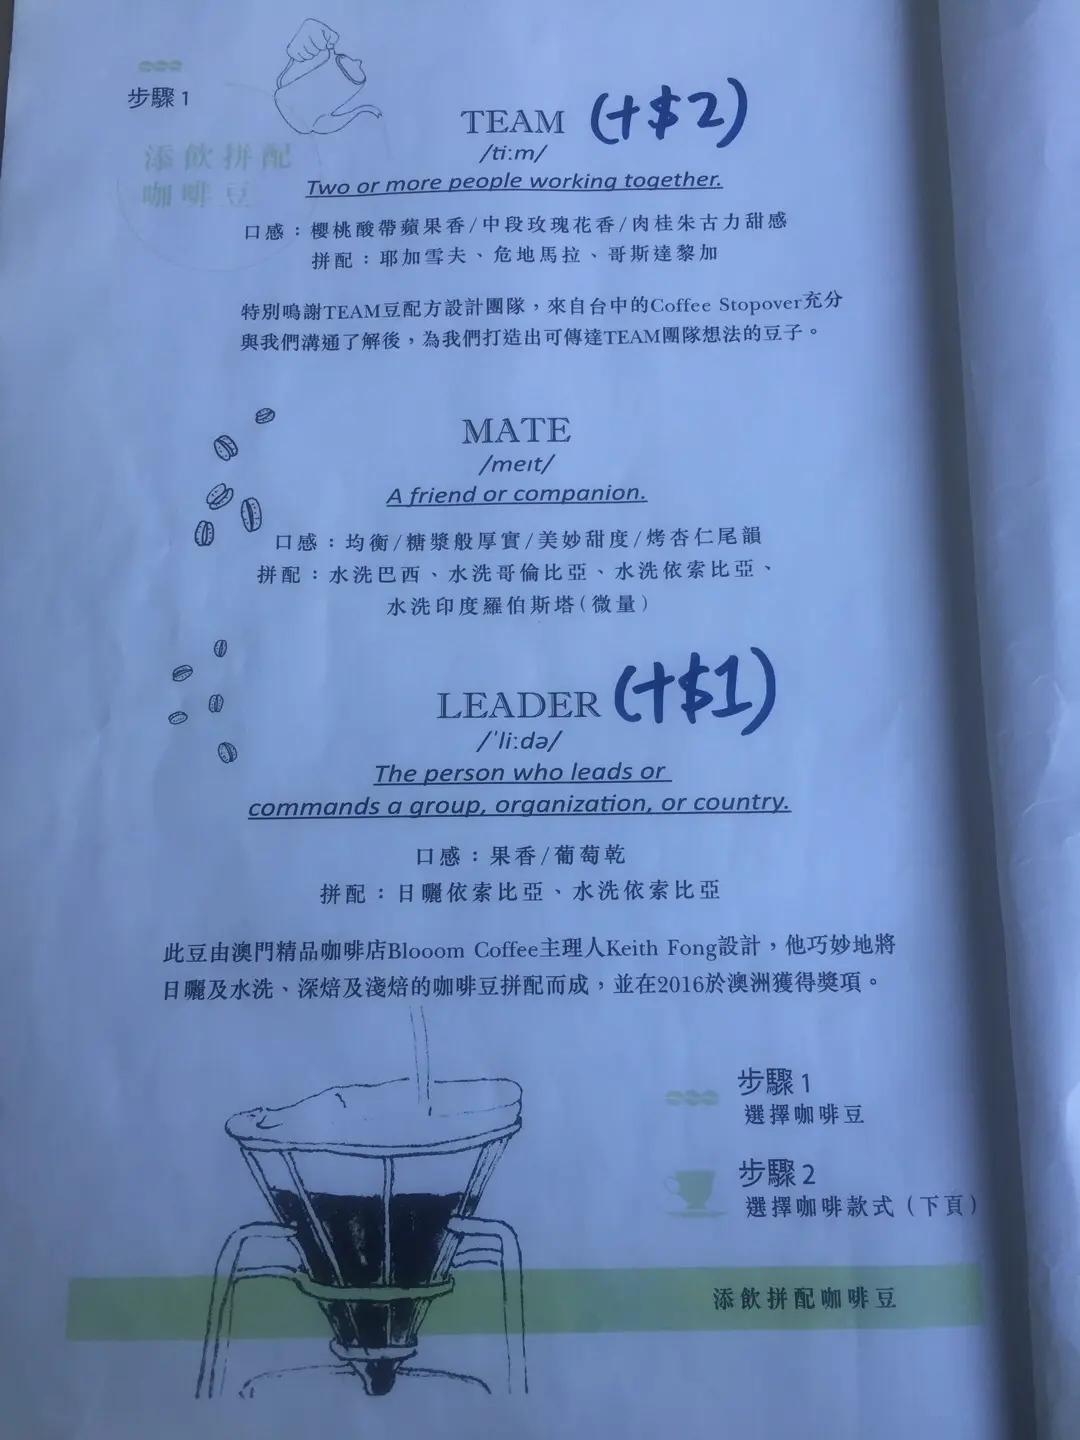 步驟 1
添飲拼配
咖啡豆
TEAM (+$2)
/ti:m/
Two or more people working together.
口感：櫻桃酸帶蘋果香/中段玫瑰花香/肉桂朱古力甜感
拼配：耶加雪夫、危地馬拉、哥斯達黎加
特別鳴謝TEAM豆配方設計團隊，來自台中的Coffee Stopover充分
與我們溝通了解後，為我們打造出可傳達TEAM團隊想法的豆子。
MATE
/meɪt/
A friend or companion.
口感：均衡/糖漿般厚實/美妙甜度/烤杏仁尾韻
拼配：水洗巴西、水洗哥倫比亞、水洗依索比亞、
水洗印度羅伯斯塔(微量)
LEADER (+$1)
/ˈli:də/
The person who leads or
commands a group, organization, or country.
口感：果香/葡萄乾
拼配：日曬依索比亞、水洗依索比亞
此豆由澳門精品咖啡店Blooom Coffee主理人Keith Fong設計，他巧妙地將
日曬及水洗、深焙及淺焙的咖啡豆拼配而成，並在2016於澳洲獲得獎項。
步驟 1
選擇咖啡豆
步驟 2
選擇咖啡款式（下頁）
添飲拼配咖啡豆